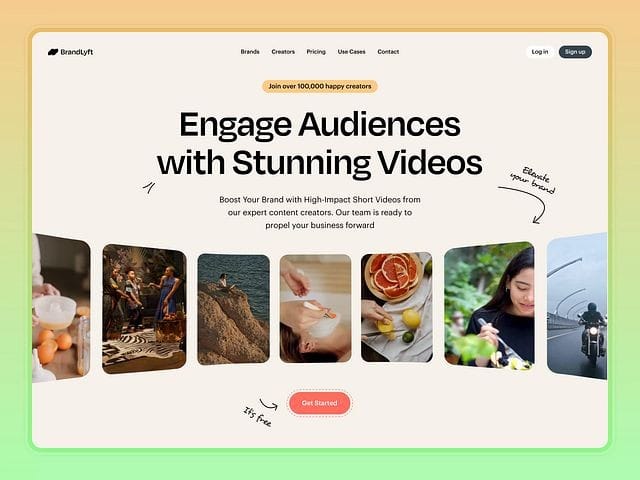 BrandLyft
Brands Creators Pricing Use Cases Contact
Log in Sign up
Join over 100,000 happy creators
Engage Audiences
with Stunning Videos
Elevate
your brand
Boost Your Brand with High-Impact Short Videos from
our expert content creators. Our team is ready to
propel your business forward
Get Started
It's free